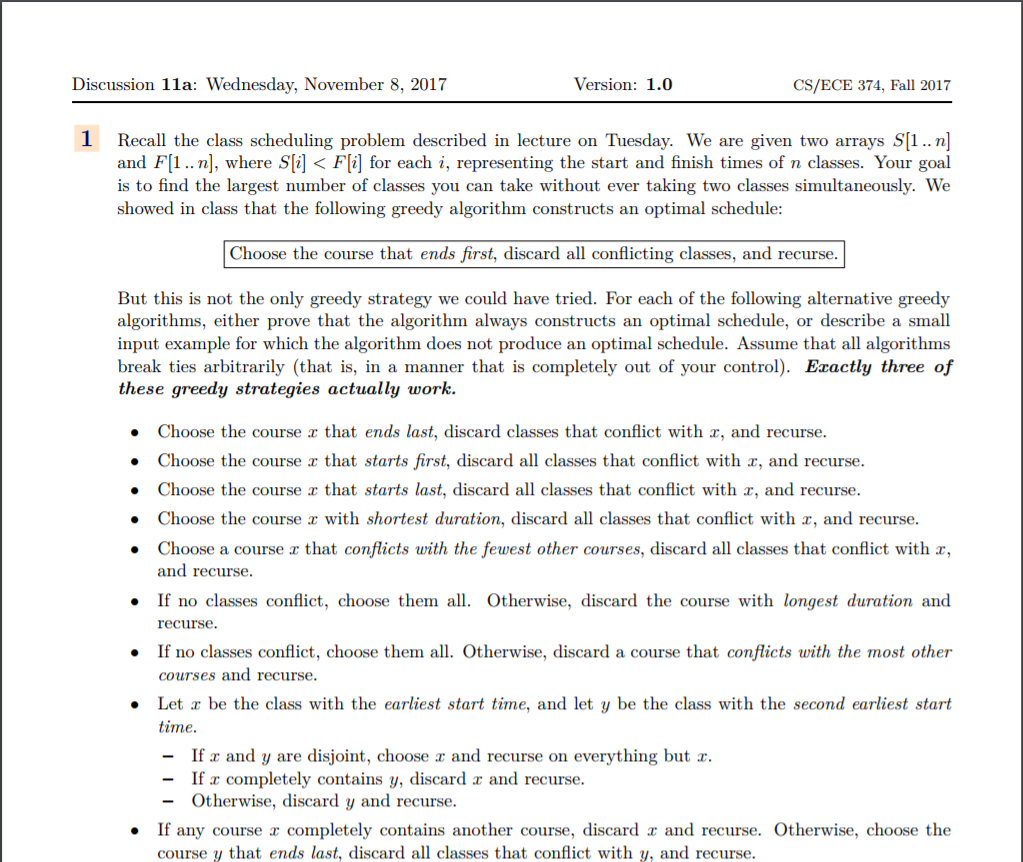 Discussion 11a: Wednesday, November 8, 2017 Version: 1.0 CS/ECE 374, Fall 2017
1 Recall the class scheduling problem described in lecture on Tuesday. We are given two arrays S[1 .. n]
and F[1 .. n], where S[i] < F[i] for each i, representing the start and finish times of n classes. Your goal
is to find the largest number of classes you can take without ever taking two classes simultaneously. We
showed in class that the following greedy algorithm constructs an optimal schedule:
Choose the course that ends first, discard all conflicting classes, and recurse.
But this is not the only greedy strategy we could have tried. For each of the following alternative greedy
algorithms, either prove that the algorithm always constructs an optimal schedule, or describe a small
input example for which the algorithm does not produce an optimal schedule. Assume that all algorithms
break ties arbitrarily (that is, in a manner that is completely out of your control). Exactly three of
these greedy strategies actually work.
• Choose the course x that ends last, discard classes that conflict with x, and recurse.
• Choose the course x that starts first, discard all classes that conflict with x, and recurse.
• Choose the course x that starts last, discard all classes that conflict with x, and recurse.
• Choose the course x with shortest duration, discard all classes that conflict with x, and recurse.
• Choose a course x that conflicts with the fewest other courses, discard all classes that conflict with x,
and recurse.
• If no classes conflict, choose them all. Otherwise, discard the course with longest duration and
recurse.
• If no classes conflict, choose them all. Otherwise, discard a course that conflicts with the most other
courses and recurse.
• Let x be the class with the earliest start time, and let y be the class with the second earliest start
time.
– If x and y are disjoint, choose x and recurse on everything but x.
– If x completely contains y, discard x and recurse.
– Otherwise, discard y and recurse.
• If any course x completely contains another course, discard x and recurse. Otherwise, choose the
course y that ends last, discard all classes that conflict with y, and recurse.